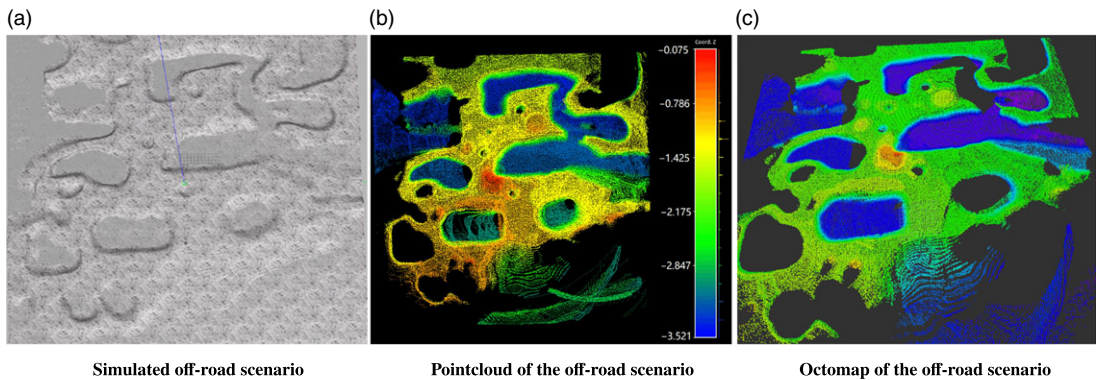 (a)
(b)
(c)
Coord. Z
−0.075
−0.786
−1.425
−2.175
−2.847
−3.521
Simulated off-road scenario
Pointcloud of the off-road scenario
Octomap of the off-road scenario